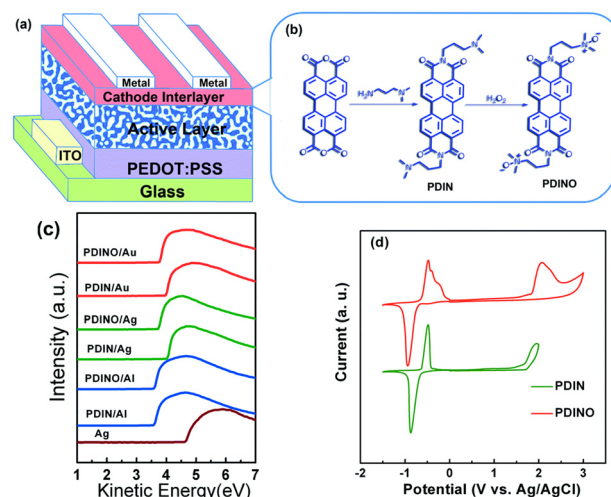 (a)
Metal
Metal
Cathode Interlayer
Active Layer
ITO
PEDOT:PSS
Glass
(b)
O O O
O O O
H₂N N
H₂O₂
N
O N O
O N O
N
PDIN
N O⁻
O N O
O N O
O⁻ N⁺
PDINO
(c)
Intensity (a.u.)
PDINO/Au
PDIN/Au
PDINO/Ag
PDIN/Ag
PDINO/Al
PDIN/Al
Ag
1 2 3 4 5 6 7
Kinetic Energy(eV)
(d)
Current (a. u.)
PDIN
PDINO
-2 -1 0 1 2 3
Potential (V vs. Ag/AgCl)